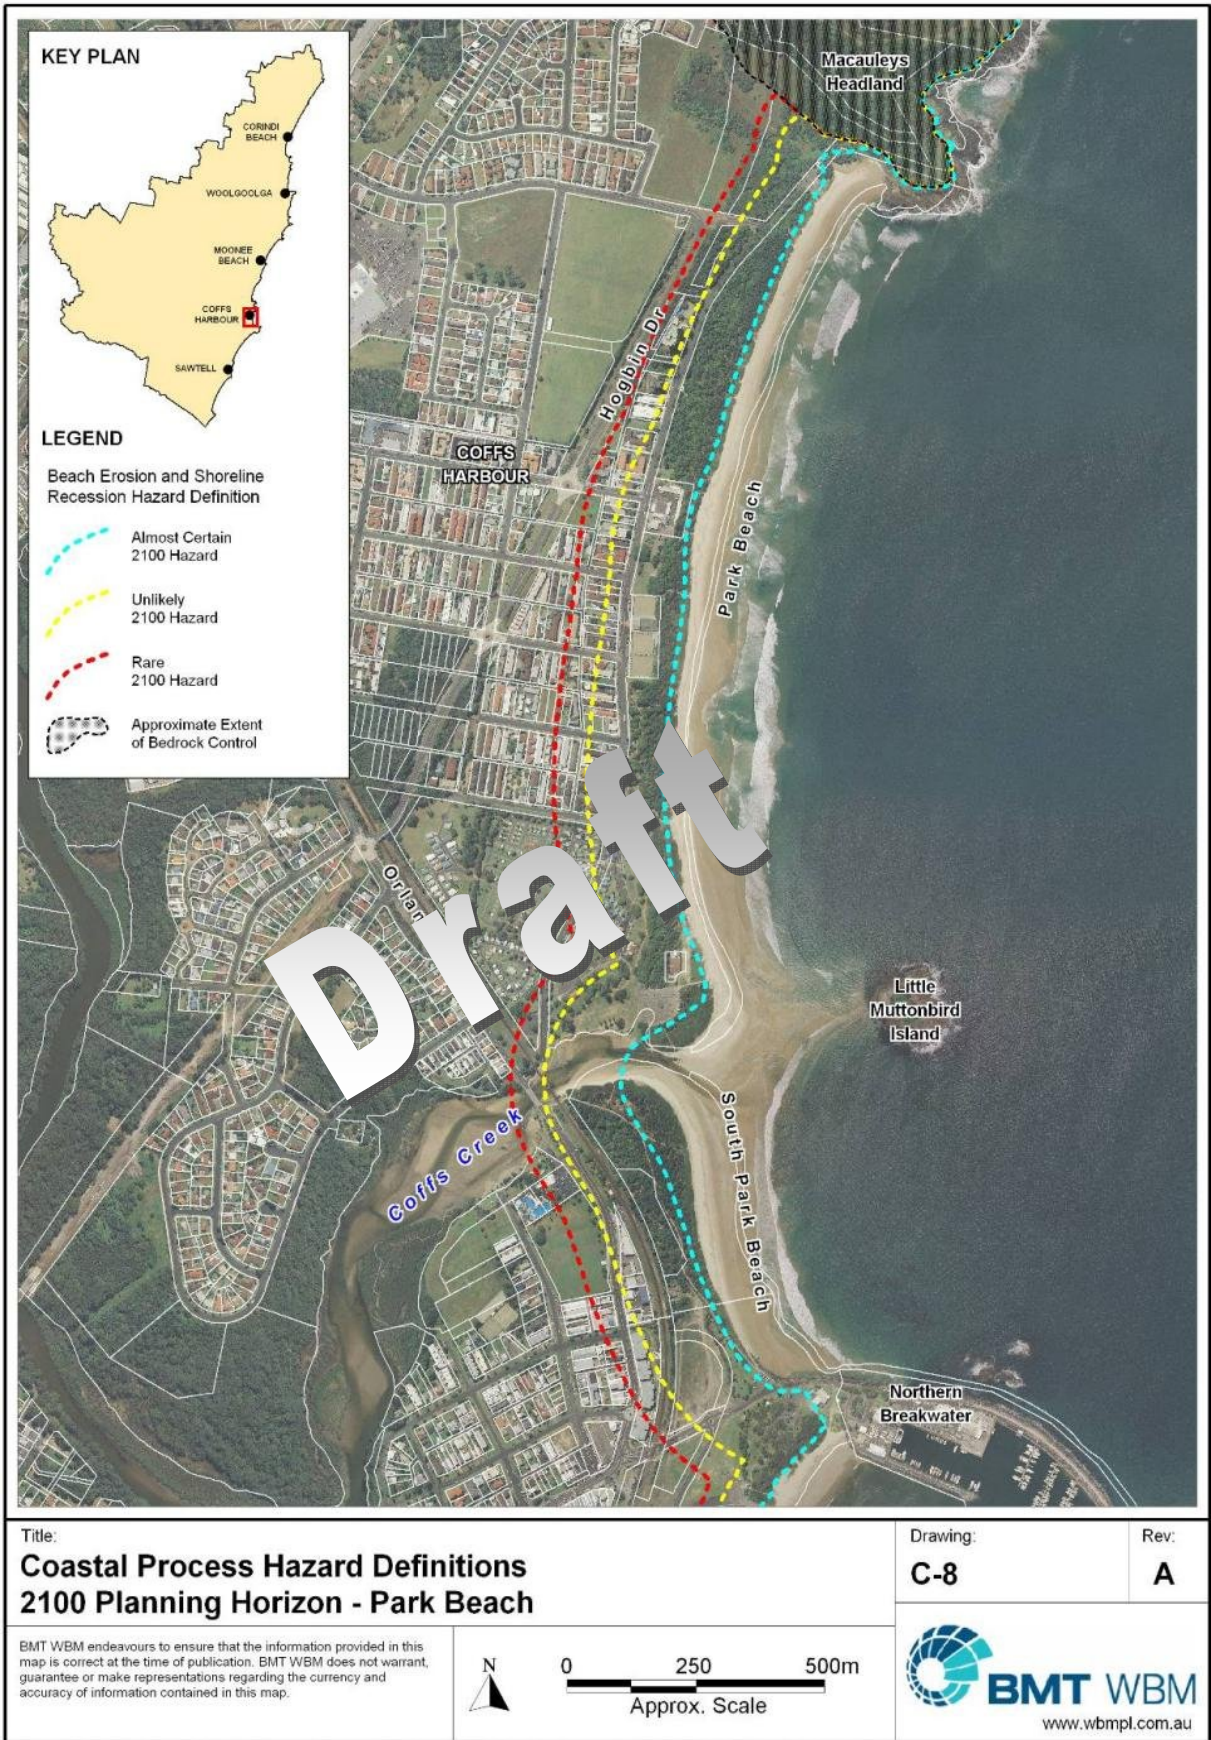 KEY PLAN
CORINDI
BEACH
WOOLGOOLGA
MOONEE
BEACH
COFFS
HARBOUR
SAWTELL
LEGEND
Beach Erosion and Shoreline
Recession Hazard Definition
Almost Certain
2100 Hazard
Unlikely
2100 Hazard
Rare
2100 Hazard
Approximate Extent
of Bedrock Control
Macauleys
Headland
Hogbin Dr
COFFS
HARBOUR
Park Beach
Orlan
Draft
Little
Muttonbird
Island
Coffs Creek
South Park Beach
Northern
Breakwater
Title:
Coastal Process Hazard Definitions
2100 Planning Horizon - Park Beach
Drawing:
C-8
Rev:
A
BMT WBM endeavours to ensure that the information provided in this
map is correct at the time of publication. BMT WBM does not warrant,
guarantee or make representations regarding the currency and
accuracy of information contained in this map.
N
0 250 500m
Approx. Scale
BMT WBM
www.wbmpl.com.au